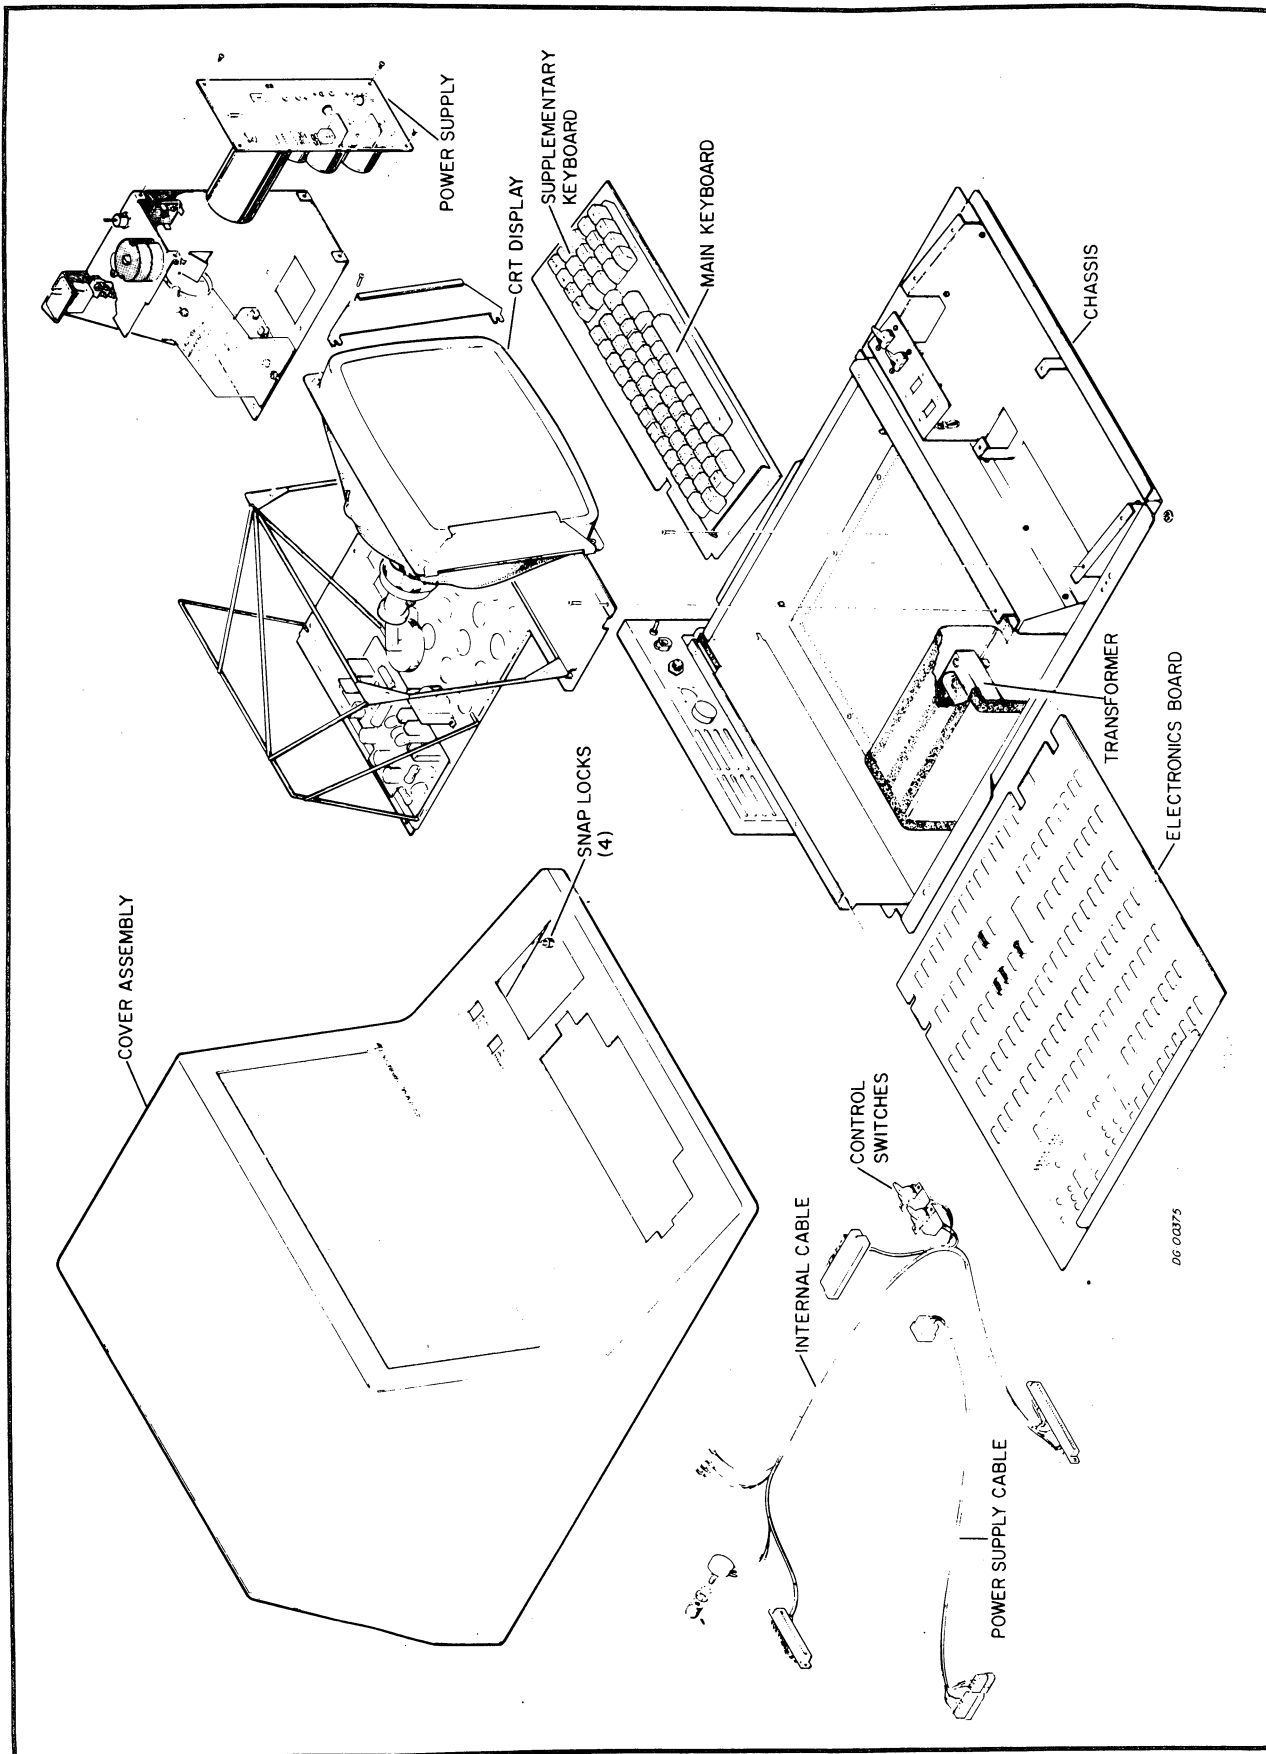 COVER ASSEMBLY
SNAP LOCKS
(4)
POWER SUPPLY
CRT DISPLAY
SUPPLEMENTARY
KEYBOARD
MAIN KEYBOARD
CHASSIS
TRANSFORMER
ELECTRONICS BOARD
CONTROL
SWITCHES
INTERNAL CABLE
POWER SUPPLY CABLE
DG 00375